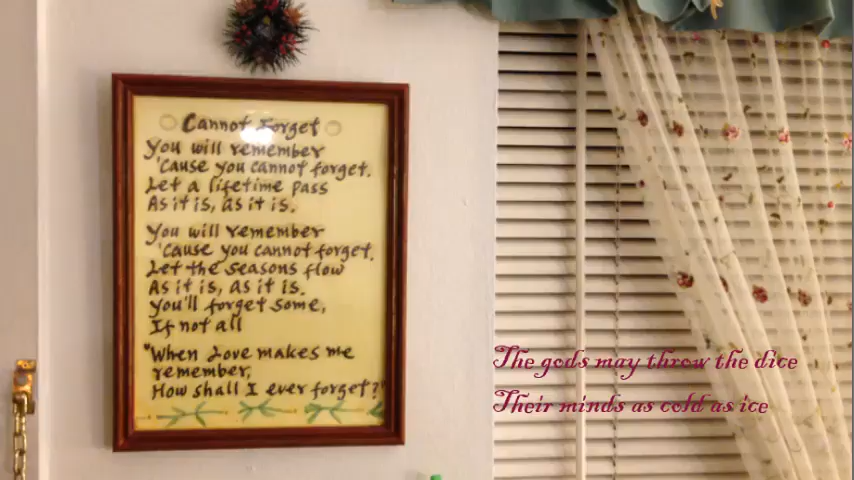 Cannot Forget
You will remember
'Cause you cannot forget.
Let a lifetime pass
As it is, as it is.
You will remember
'Cause you cannot forget.
Let the seasons flow
As it is, as it is.
You'll forget some,
If not all
"When Love makes me
remember,
How shall I ever forget?"
The gods may throw the dice
Their minds as cold as ice